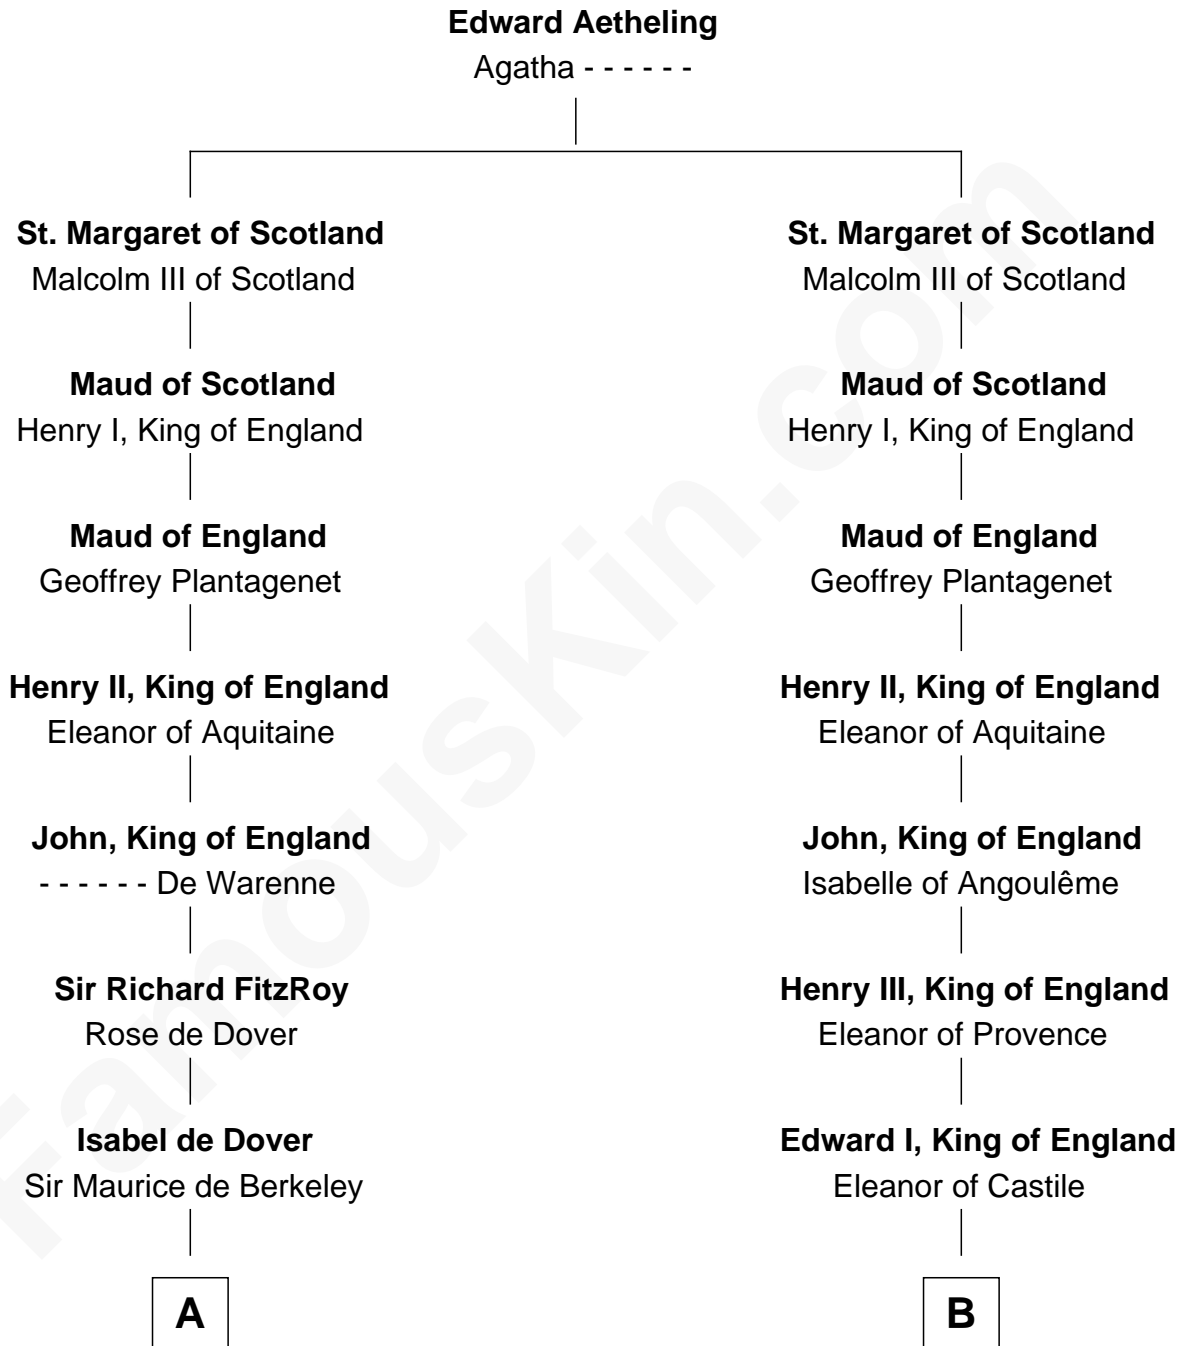 Edward Aetheling
Agatha - - - - - -
St. Margaret of Scotland
Malcolm III of Scotland
Maud of Scotland
Henry I, King of England
Maud of England
Geoffrey Plantagenet
Henry II, King of England
Eleanor of Aquitaine
John, King of England
- - - - - - De Warenne
Sir Richard FitzRoy
Rose de Dover
Isabel de Dover
Sir Maurice de Berkeley
A
St. Margaret of Scotland
Malcolm III of Scotland
Maud of Scotland
Henry I, King of England
Maud of England
Geoffrey Plantagenet
Henry II, King of England
Eleanor of Aquitaine
John, King of England
Isabelle of Angoulême
Henry III, King of England
Eleanor of Provence
Edward I, King of England
Eleanor of Castile
B
FamousKin.com